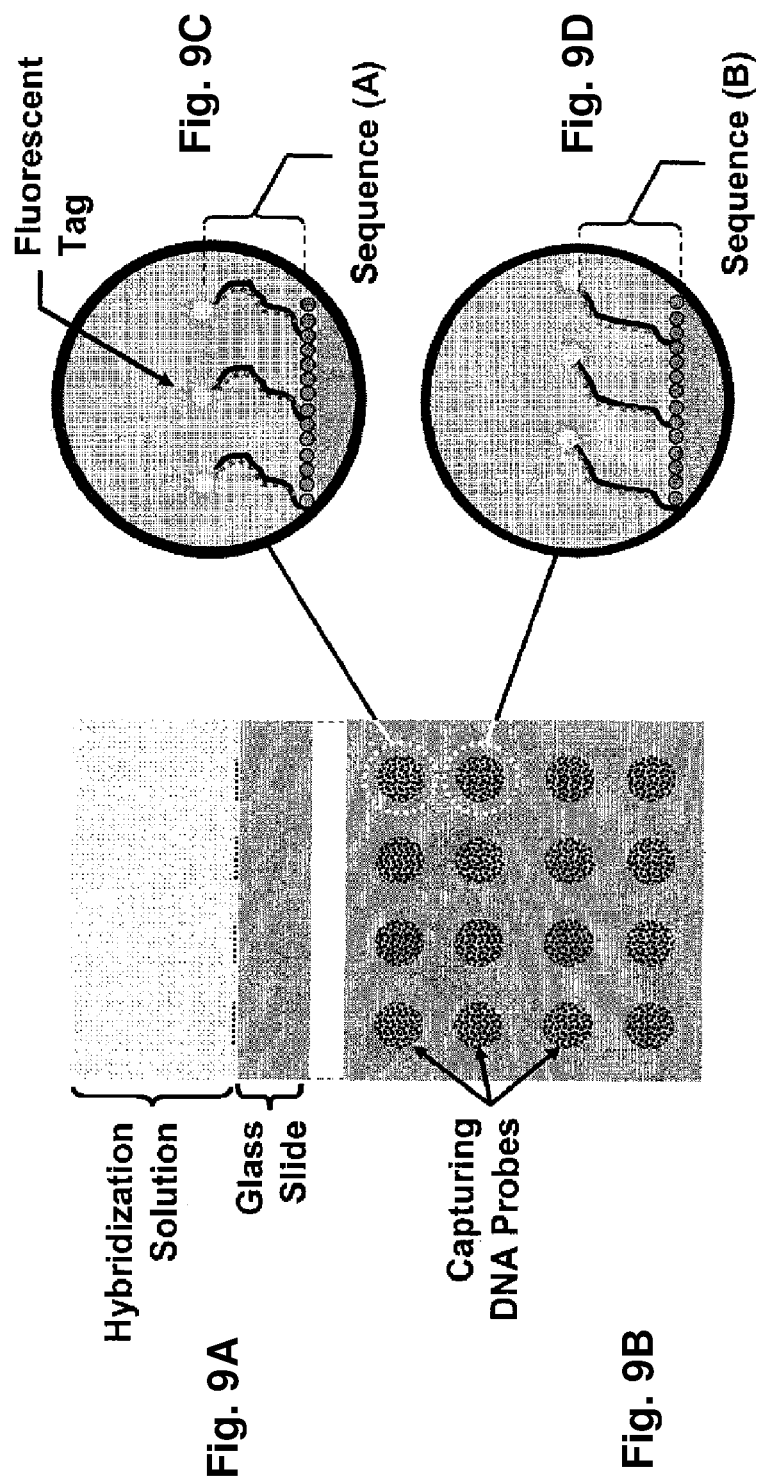 Fig. 9A
Hybridization
Solution
Glass
Slide
Fig. 9B
Capturing
DNA Probes
Fluorescent
Tag
Fig. 9C
Sequence (A)
Fig. 9D
Sequence (B)